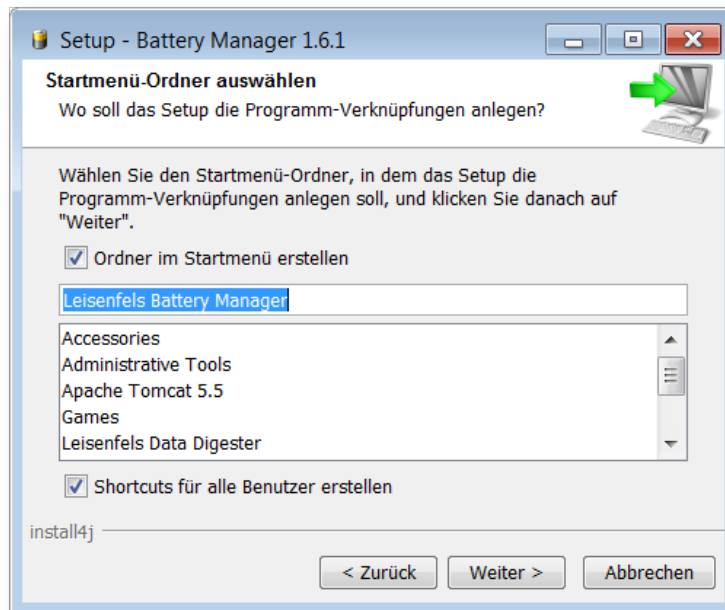 Setup - Battery Manager 1.6.1
Startmenü-Ordner auswählen
Wo soll das Setup die Programm-Verknüpfungen anlegen?
Wählen Sie den Startmenü-Ordner, in dem das Setup die
Programm-Verknüpfungen anlegen soll, und klicken Sie danach auf
"Weiter".
Ordner im Startmenü erstellen
Leisenfels Battery Manager
Accessories
Administrative Tools
Apache Tomcat 5.5
Games
Leisenfels Data Digester
Shortcuts für alle Benutzer erstellen
install4j
< Zurück Weiter > Abbrechen